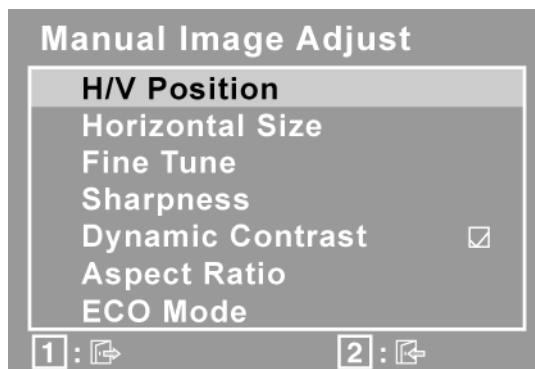 Manual Image Adjust
H/V Position
Horizontal Size
Fine Tune
Sharpness
Dynamic Contrast
Aspect Ratio
ECO Mode
1 : 2 :